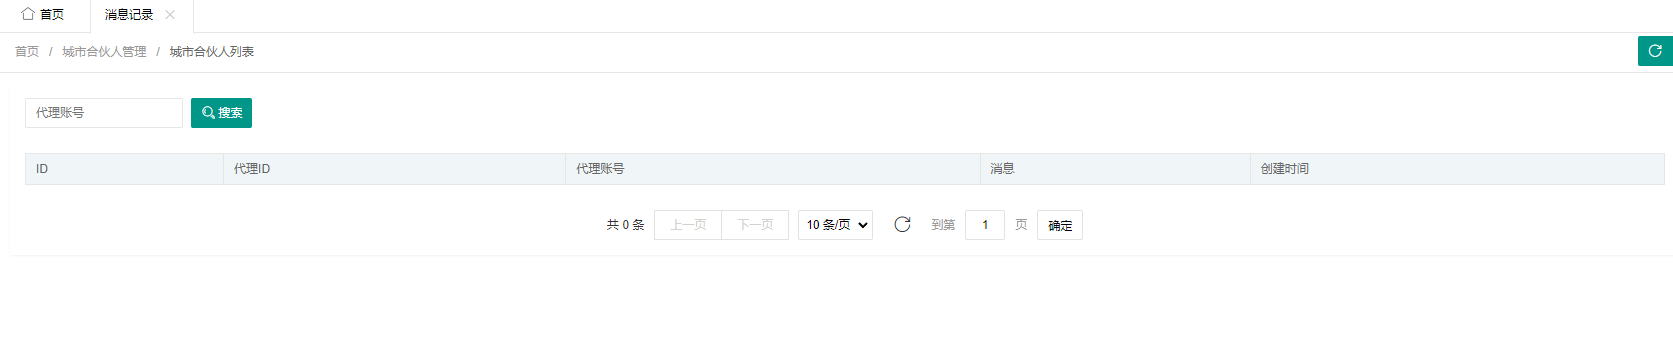 首页 消息记录
首页 / 城市合伙人管理 / 城市合伙人列表
代理账号 搜索
ID 代理ID 代理账号 消息 创建时间
共 0 条 上一页 下一页 10 条/页 到第 1 页 确定